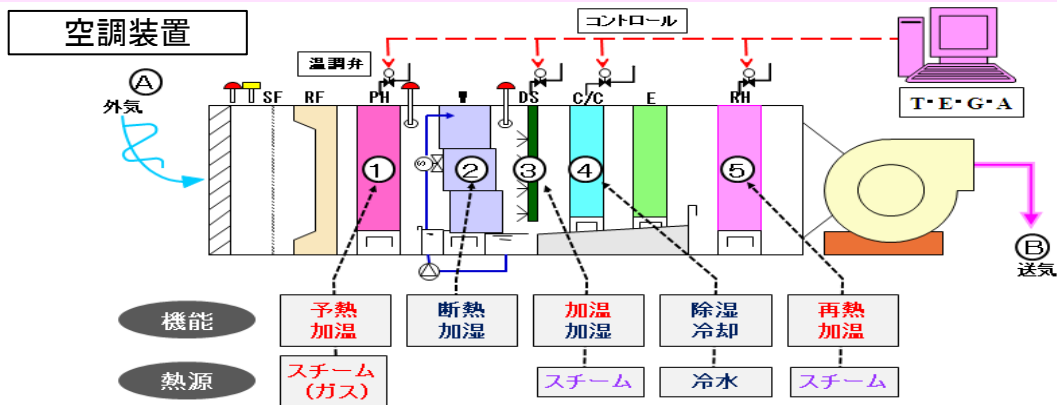 空調装置
コントロール
温調弁
T・E・G・A
Ⓐ
外気
SF RF PH W DS C/C E RH
S
① ② ③ ④ ⑤
Ⓑ
送気
機能
予熱
加温
断熱
加湿
加温
加湿
除湿
冷却
再熱
加温
熱源
スチーム
(ガス)
スチーム
冷水
スチーム